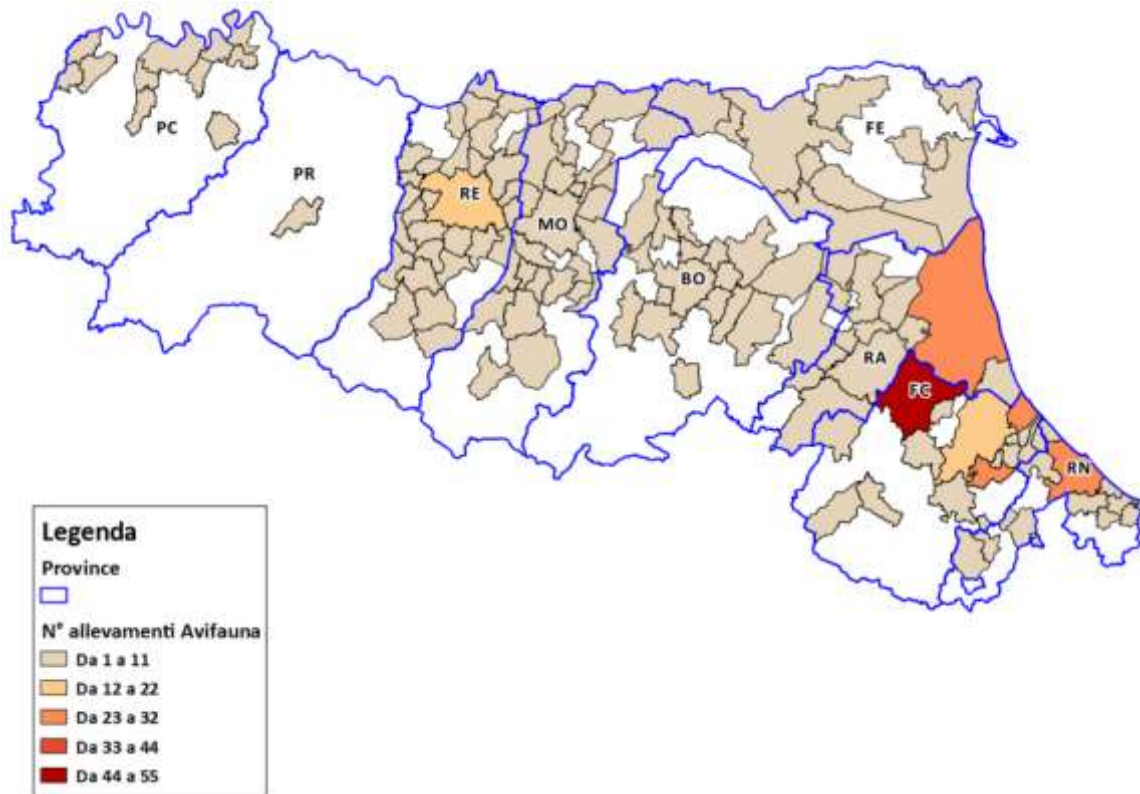 PC
FE
PR
RE
MO
BO
RA
FC
RN
Legenda
Province
N° allevamenti Avifauna
Da 1 a 11
Da 12 a 22
Da 23 a 32
Da 33 a 44
Da 44 a 55